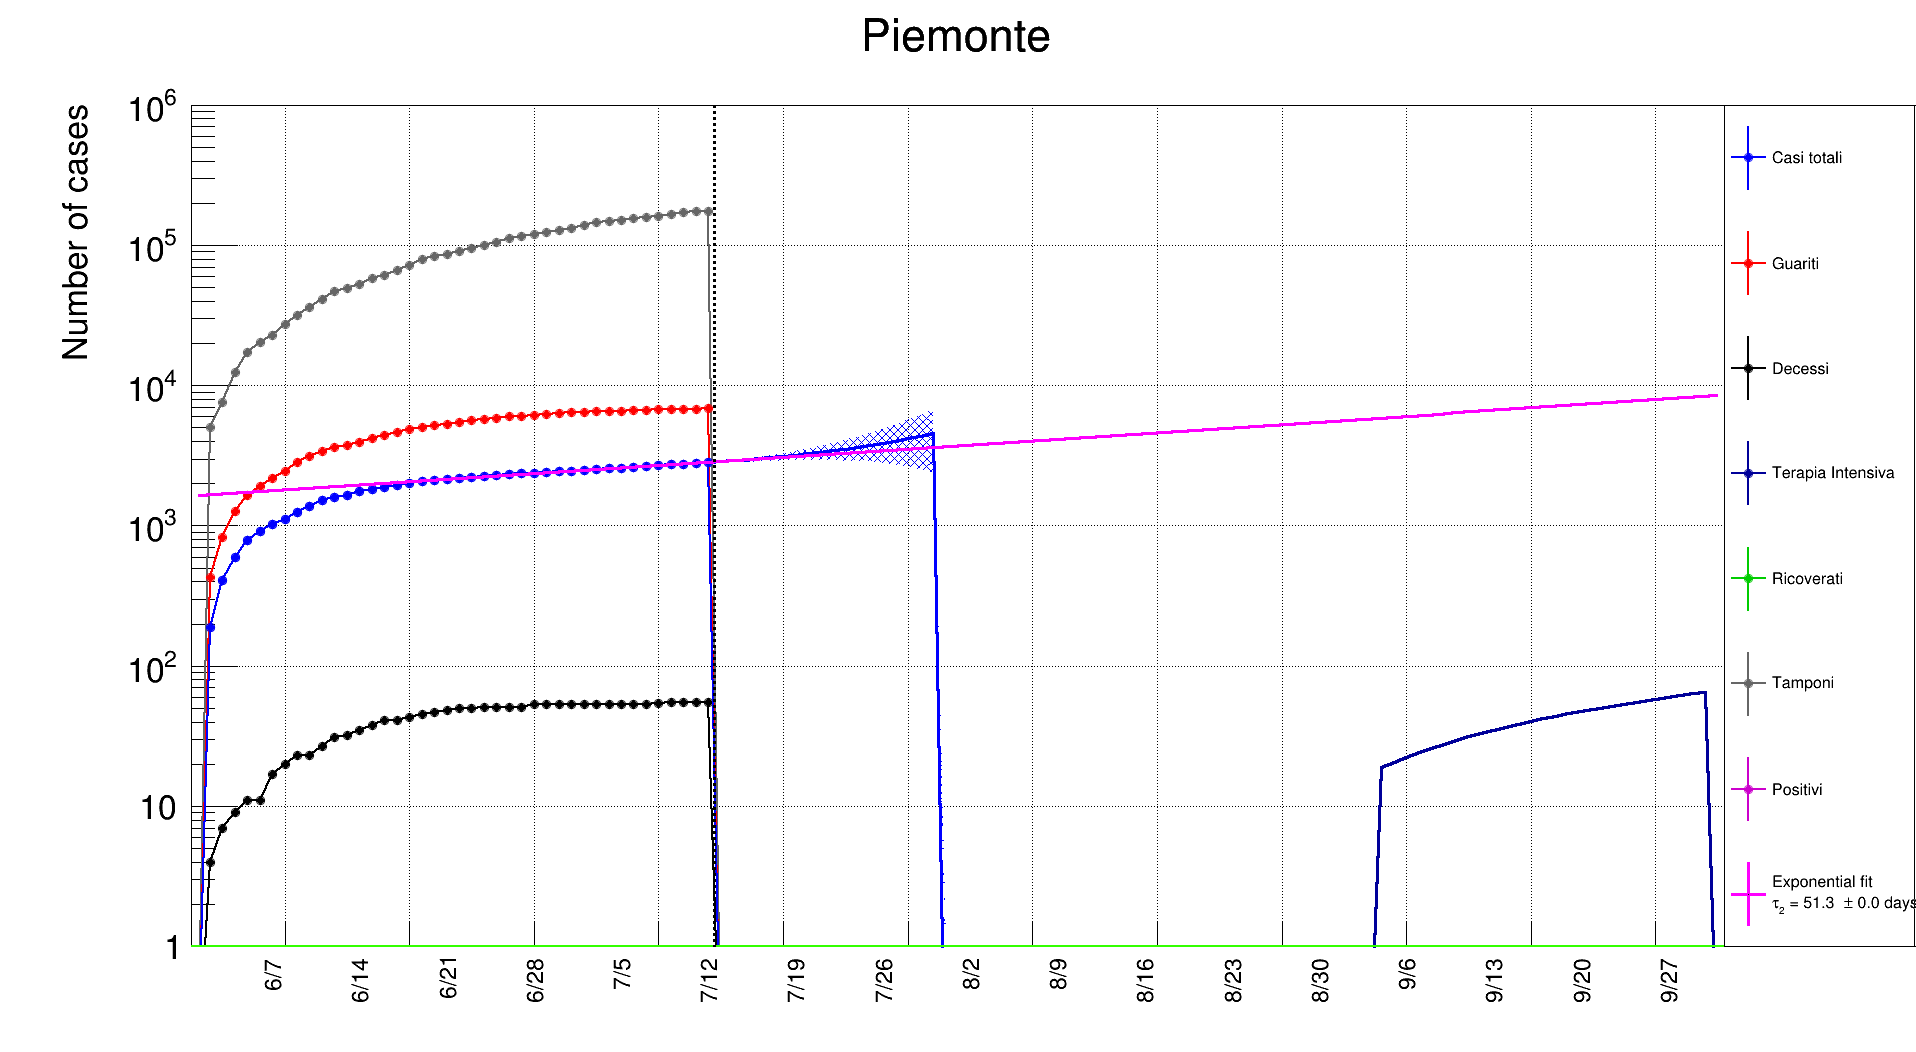 Piemonte
Number of cases
10^6
10^5
10^4
10^3
10^2
10
1
6/7
6/14
6/21
6/28
7/5
7/12
7/19
7/26
8/2
8/9
8/16
8/23
8/30
9/6
9/13
9/20
9/27
Casi totali
Guariti
Decessi
Terapia Intensiva
Ricoverati
Tamponi
Positivi
Exponential fit
τ_2 = 51.3 ± 0.0 days